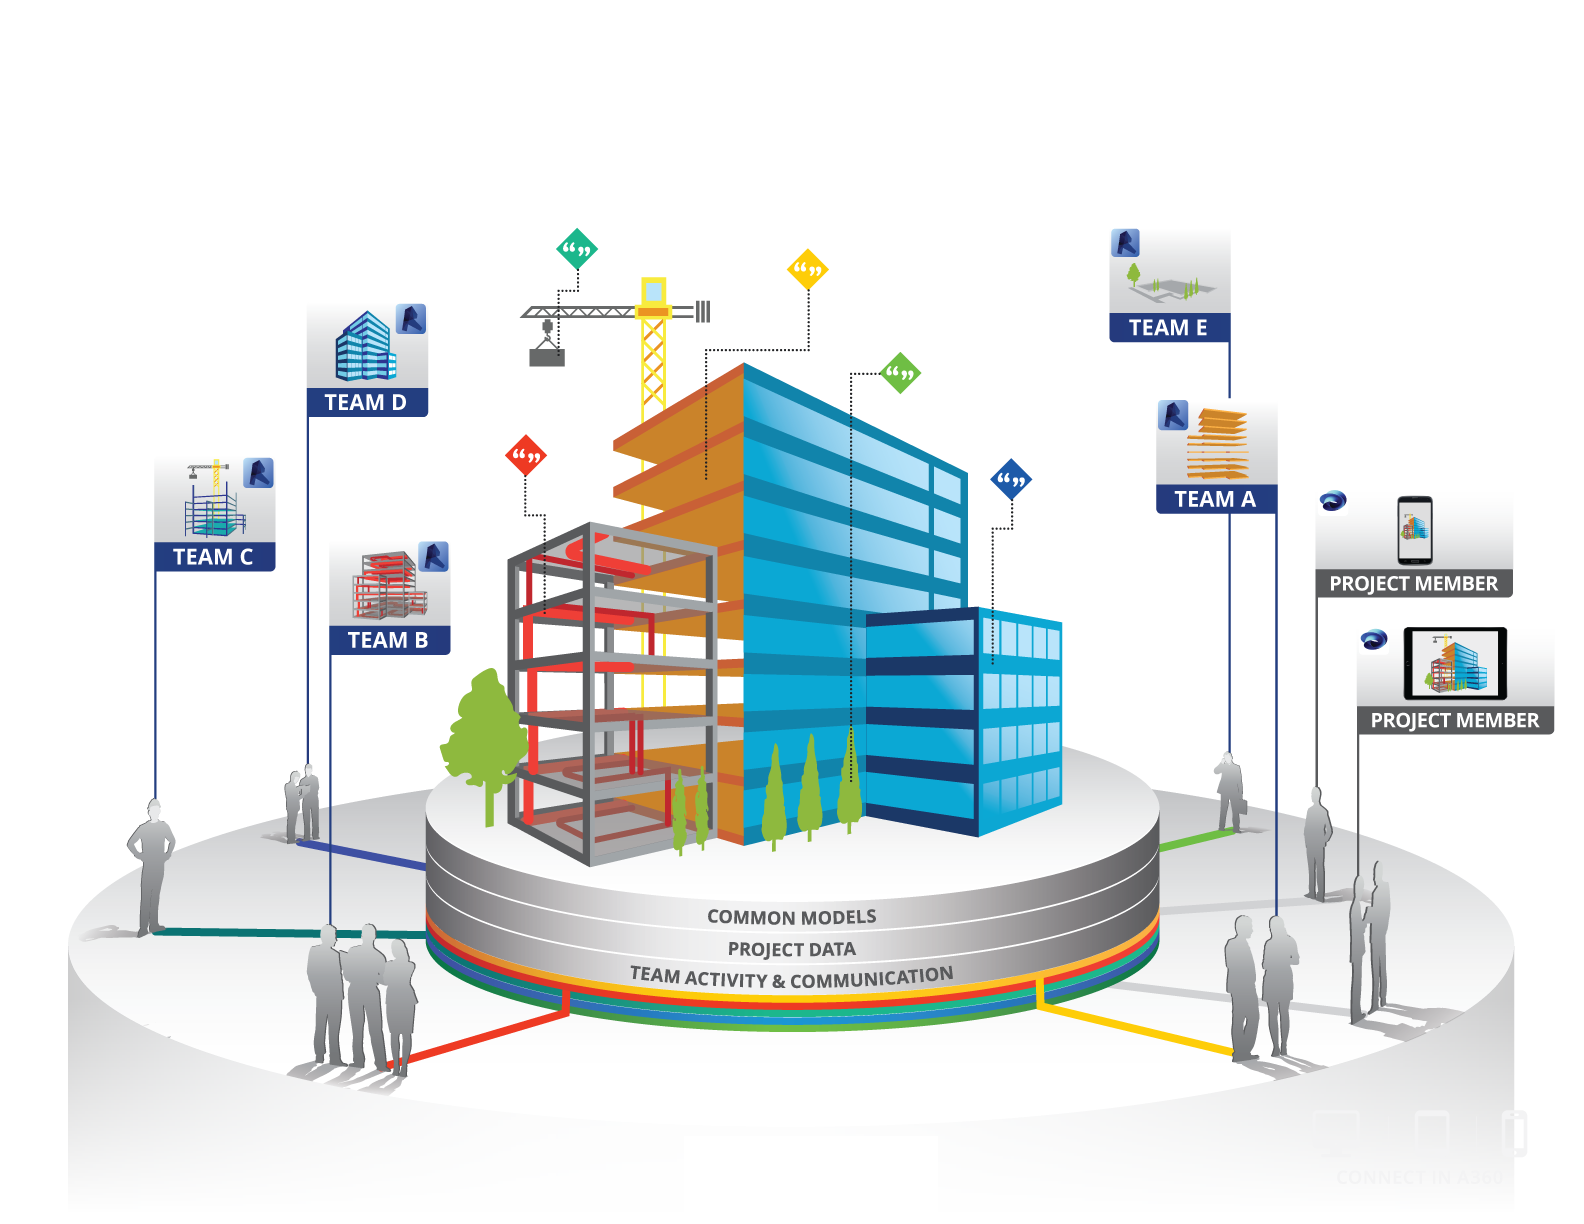 TEAM E
TEAM D
TEAM A
TEAM C
PROJECT MEMBER
TEAM B
PROJECT MEMBER
COMMON MODELS
PROJECT DATA
TEAM ACTIVITY & COMMUNICATION
CONNECT IN A360